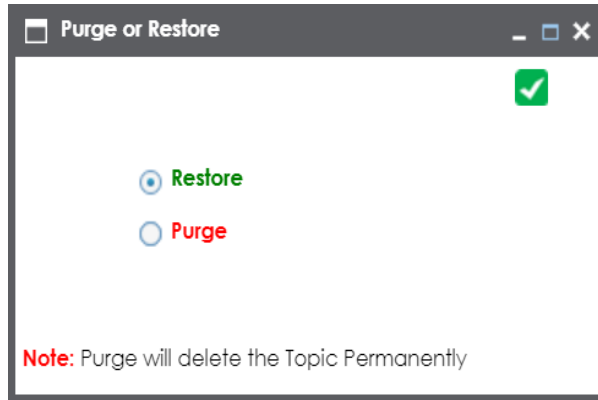 Purge or Restore
Restore
Purge
Note: Purge will delete the Topic Permanently